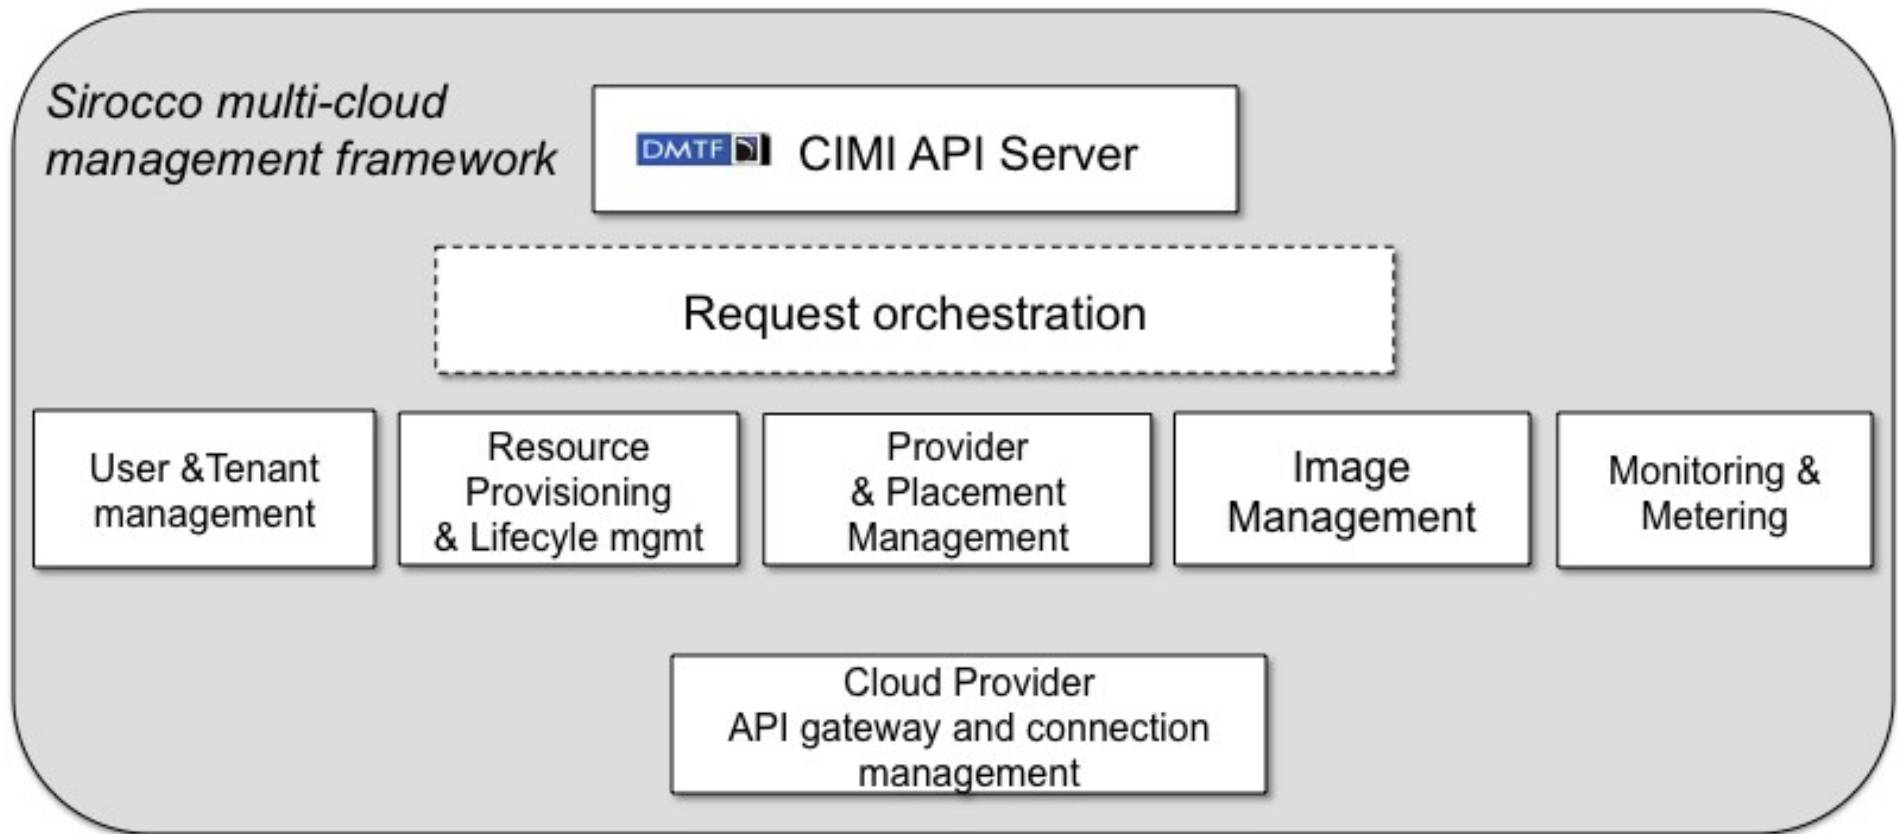 Sirocco multi-cloud
management framework
DMTF CIMI API Server
Request orchestration
User &Tenant
management
Resource
Provisioning
& Lifecyle mgmt
Provider
& Placement
Management
Image
Management
Monitoring &
Metering
Cloud Provider
API gateway and connection
management